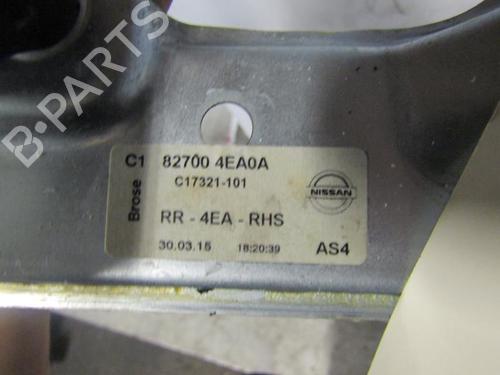 B-PARTS
C1 82700 4EA0A
C17321-101
Brose
NISSAN
RR - 4EA - RHS
30.03.15 18:20:39 AS4